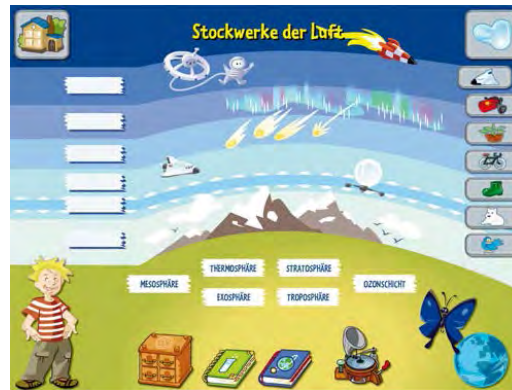 Stockwerke der Luft
THERMOSPHÄRE
STRATOSPHÄRE
MESOSPHÄRE
OZONSCHICHT
EXOSPHÄRE
TROPOSPHÄRE